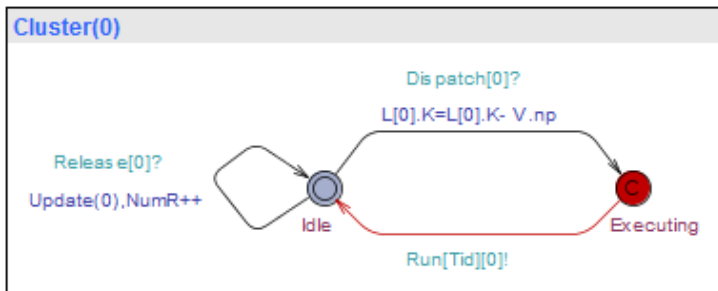 Cluster(0)
Dispatch[0]?
L[0].K=L[0].K- V.np
Release[0]?
Update(0),NumR++
Idle
C
Executing
Run[Tid][0]!